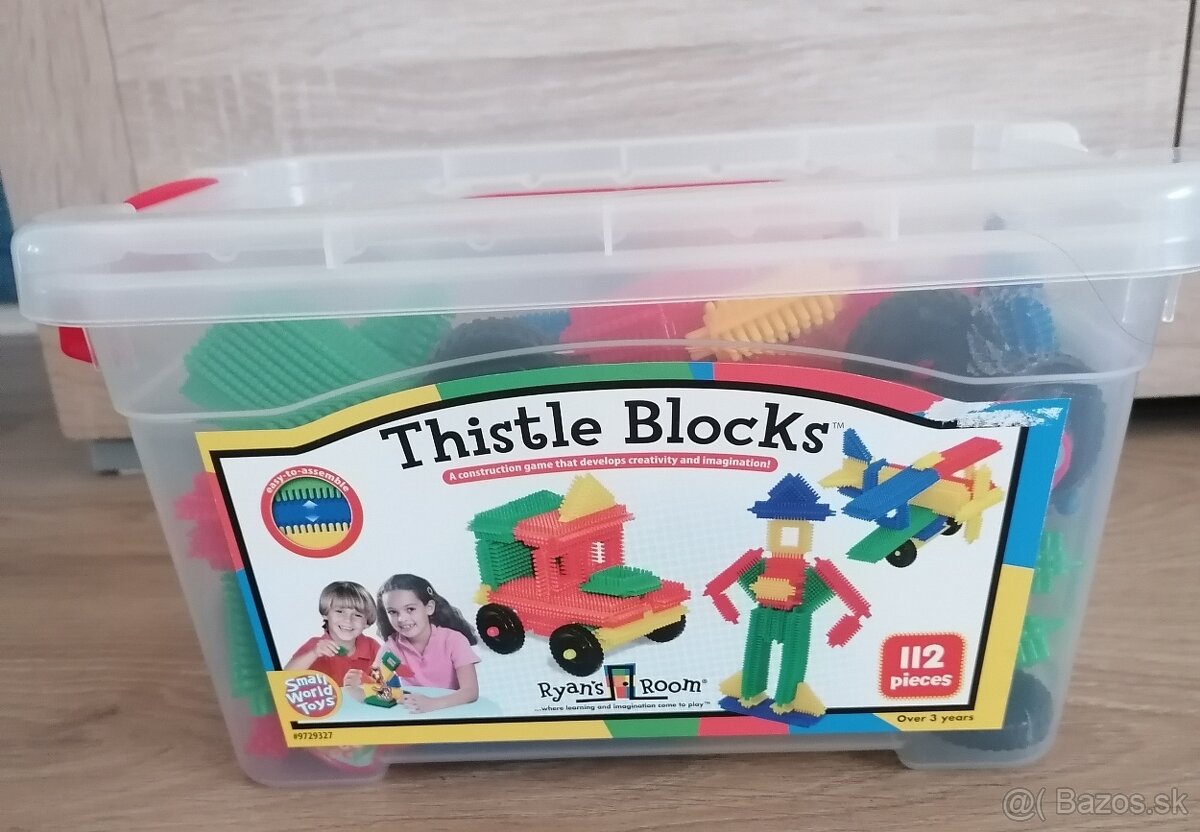 Thistle Blocks™
A construction game that develops creativity and imagination!
easy-to-assemble
Small
World
Toys
Ryan's Room®
...where learning and imagination come to play™
112
pieces
Over 3 years
#9729327
@( Bazos.sk